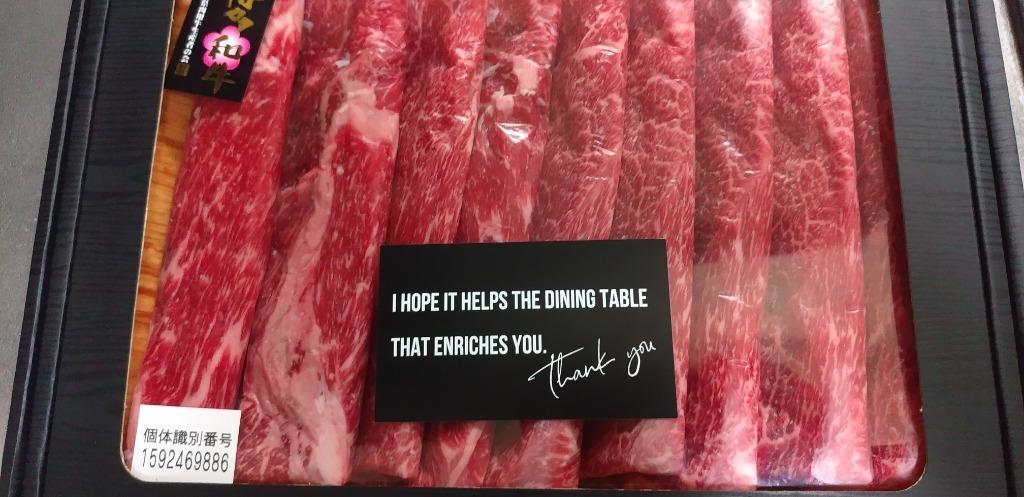 和牛
I HOPE IT HELPS THE DINING TABLE
THAT ENRICHES YOU.
Thank you
個体識別番号
1592469886